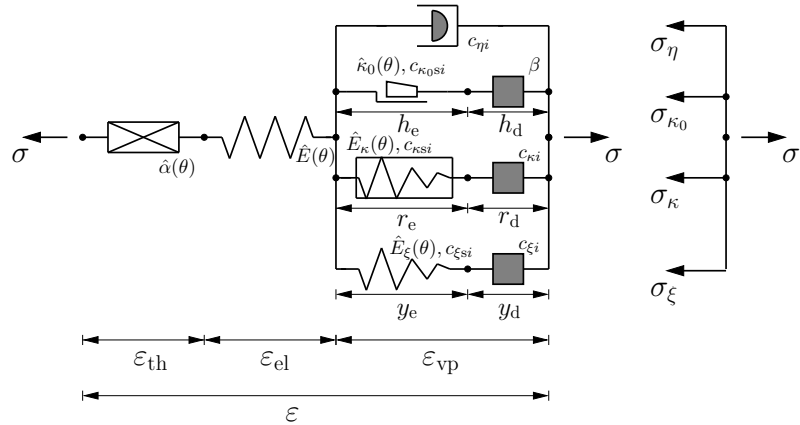 c_{ηi}
σ_η
κ̂₀(θ), c_{κ₀si}
β
σ_{κ₀}
h_e
h_d
σ
α̂(θ)
Ê(θ)
Ê_κ(θ), c_{κsi}
c_{κi}
σ
σ_κ
σ
r_e
r_d
Ê_ξ(θ), c_{ξsi}
c_{ξi}
σ_ξ
y_e
y_d
ε_th
ε_el
ε_vp
ε